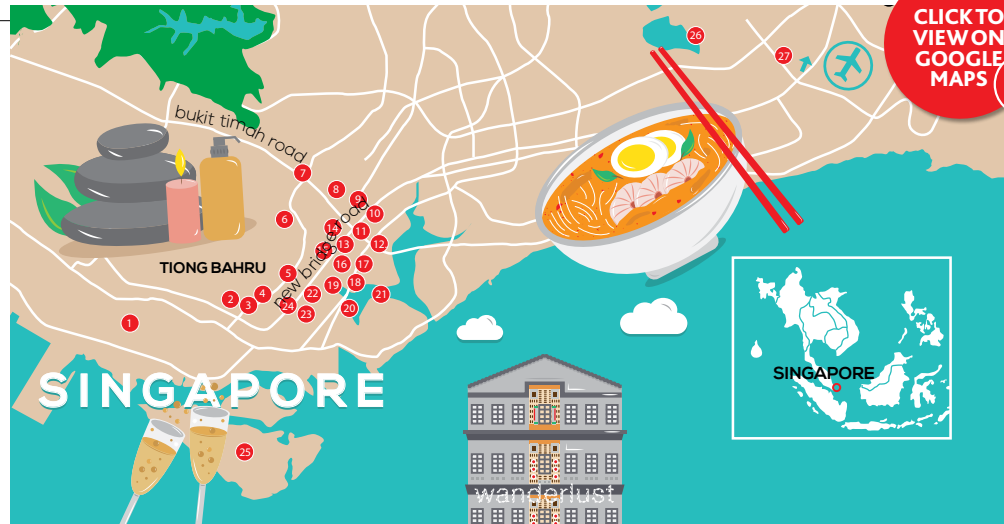 CLICK TO
VIEW ON
GOOGLE
MAPS
26
27
bukit timah road
7
8
9
10
6
14
11
13
12
15
TIONG BAHRU
new bridge road
16
17
5
19
18
4
22
21
2
3
24
23
20
1
SINGAPORE
SINGAPORE
25
wanderlust